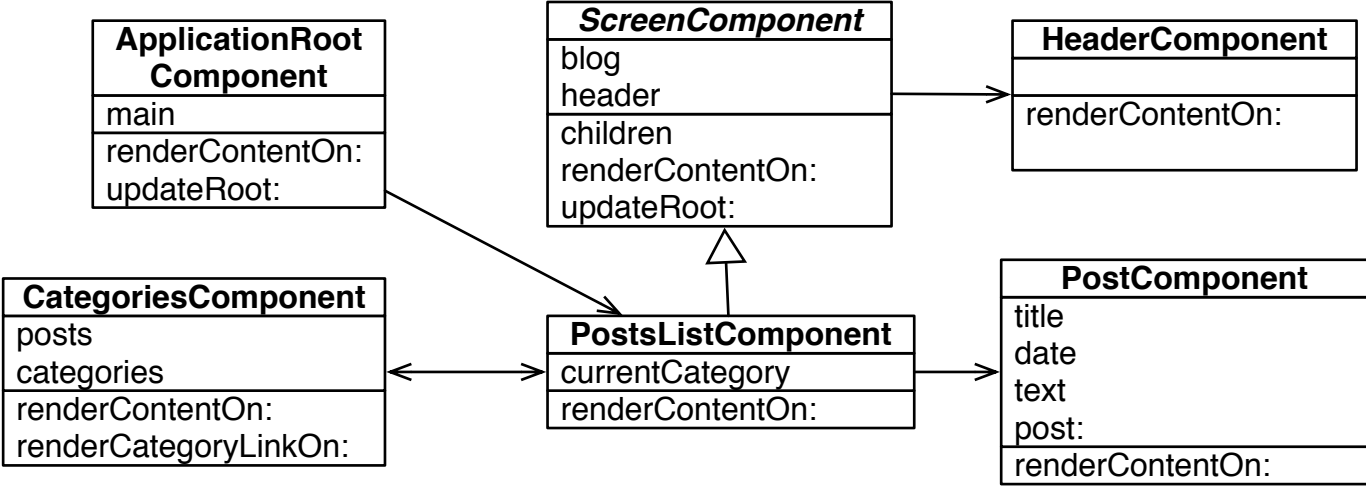 ApplicationRoot
Component
main
renderContentOn:
updateRoot:
ScreenComponent
blog
header
children
renderContentOn:
updateRoot:
HeaderComponent
renderContentOn:
CategoriesComponent
posts
categories
renderContentOn:
renderCategoryLinkOn:
PostsListComponent
currentCategory
renderContentOn:
PostComponent
title
date
text
post:
renderContentOn: